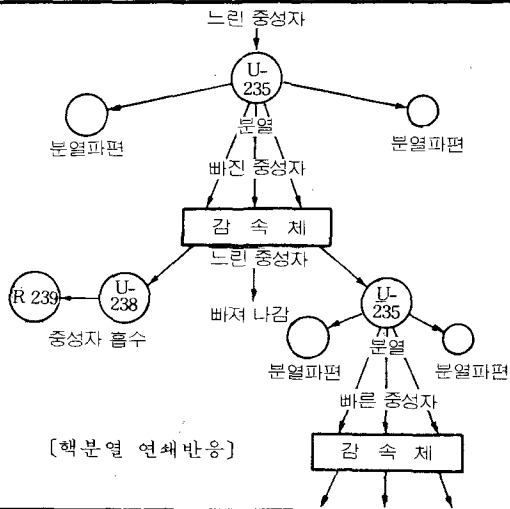 느린 중성자
U-
235
분열
분열파편
분열파편
빠진 중성자
감 속 체
느린 중성자
R 239
U-
238
빠져 나감
U-
235
중성자 흡수
분열
분열파편
분열파편
빠른 중성자
[핵분열 연쇄반응]
감 속 체